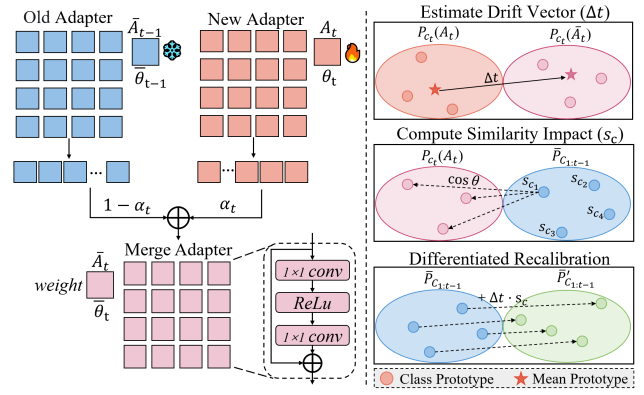 Old Adapter
Ā_{t−1}
θ̄_{t−1}
New Adapter
A_t
θ_t
...
...
1 − α_t
α_t
Merge Adapter
weight
Ā_t
θ̄_t
1×1 conv
ReLu
1×1 conv
Estimate Drift Vector (Δt)
P_{c_t}(A_t)
P_{c_t}(Ā_t)
Δt
Compute Similarity Impact (s_c)
P_{c_t}(A_t)
P̄_{C_{1:t−1}}
cos θ
s_{c_1}
s_{c_2}
s_{c_3}
s_{c_4}
Differentiated Recalibration
P̄_{C_{1:t−1}}
P̄′_{C_{1:t−1}}
+ Δt · s_c
Class Prototype
Mean Prototype